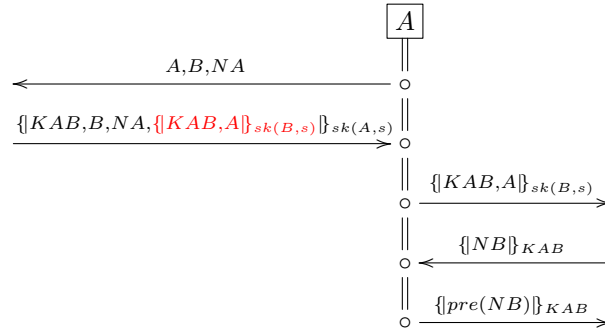 A
A,B,NA
{|KAB,B,NA,{|KAB,A|}sk(B,s)|}sk(A,s)
{|KAB,A|}sk(B,s)
{|NB|}KAB
{|pre(NB)|}KAB